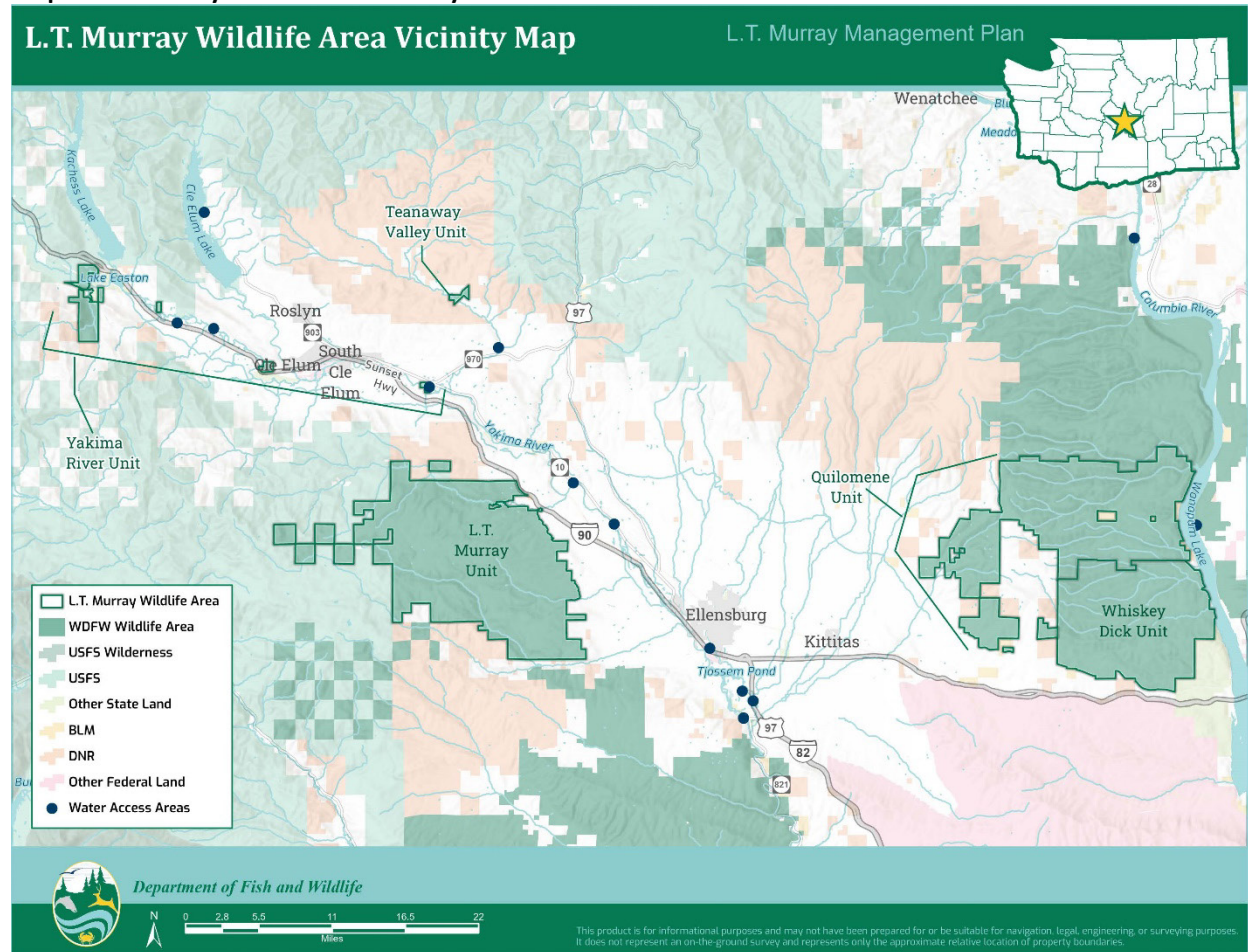 L.T. Murray Wildlife Area Vicinity Map
L.T. Murray Management Plan
Wenatchee
Kachess Lake
Cle Elum Lake
28
Teanaway
Valley Unit
Lake Easton
Columbia River
Roslyn
97
903
970
South
Cle Elum
Cle
Elum
Sunset
Hwy
Yakima
River Unit
Yakima River
10
Quilomene
Unit
Wanapum Lake
L.T.
Murray
Unit
90
Whiskey
Dick Unit
Ellensburg
Kittitas
Tjossem Pond
97
82
821
L.T. Murray Wildlife Area
WDFW Wildlife Area
USFS Wilderness
USFS
Other State Land
BLM
DNR
Other Federal Land
Water Access Areas
Department of Fish and Wildlife
N
0 2.8 5.5 11 16.5 22
Miles
This product is for informational purposes and may not have been prepared for or be suitable for navigation, legal, engineering, or surveying purposes.
It does not represent an on-the-ground survey and represents only the approximate relative location of property boundaries.